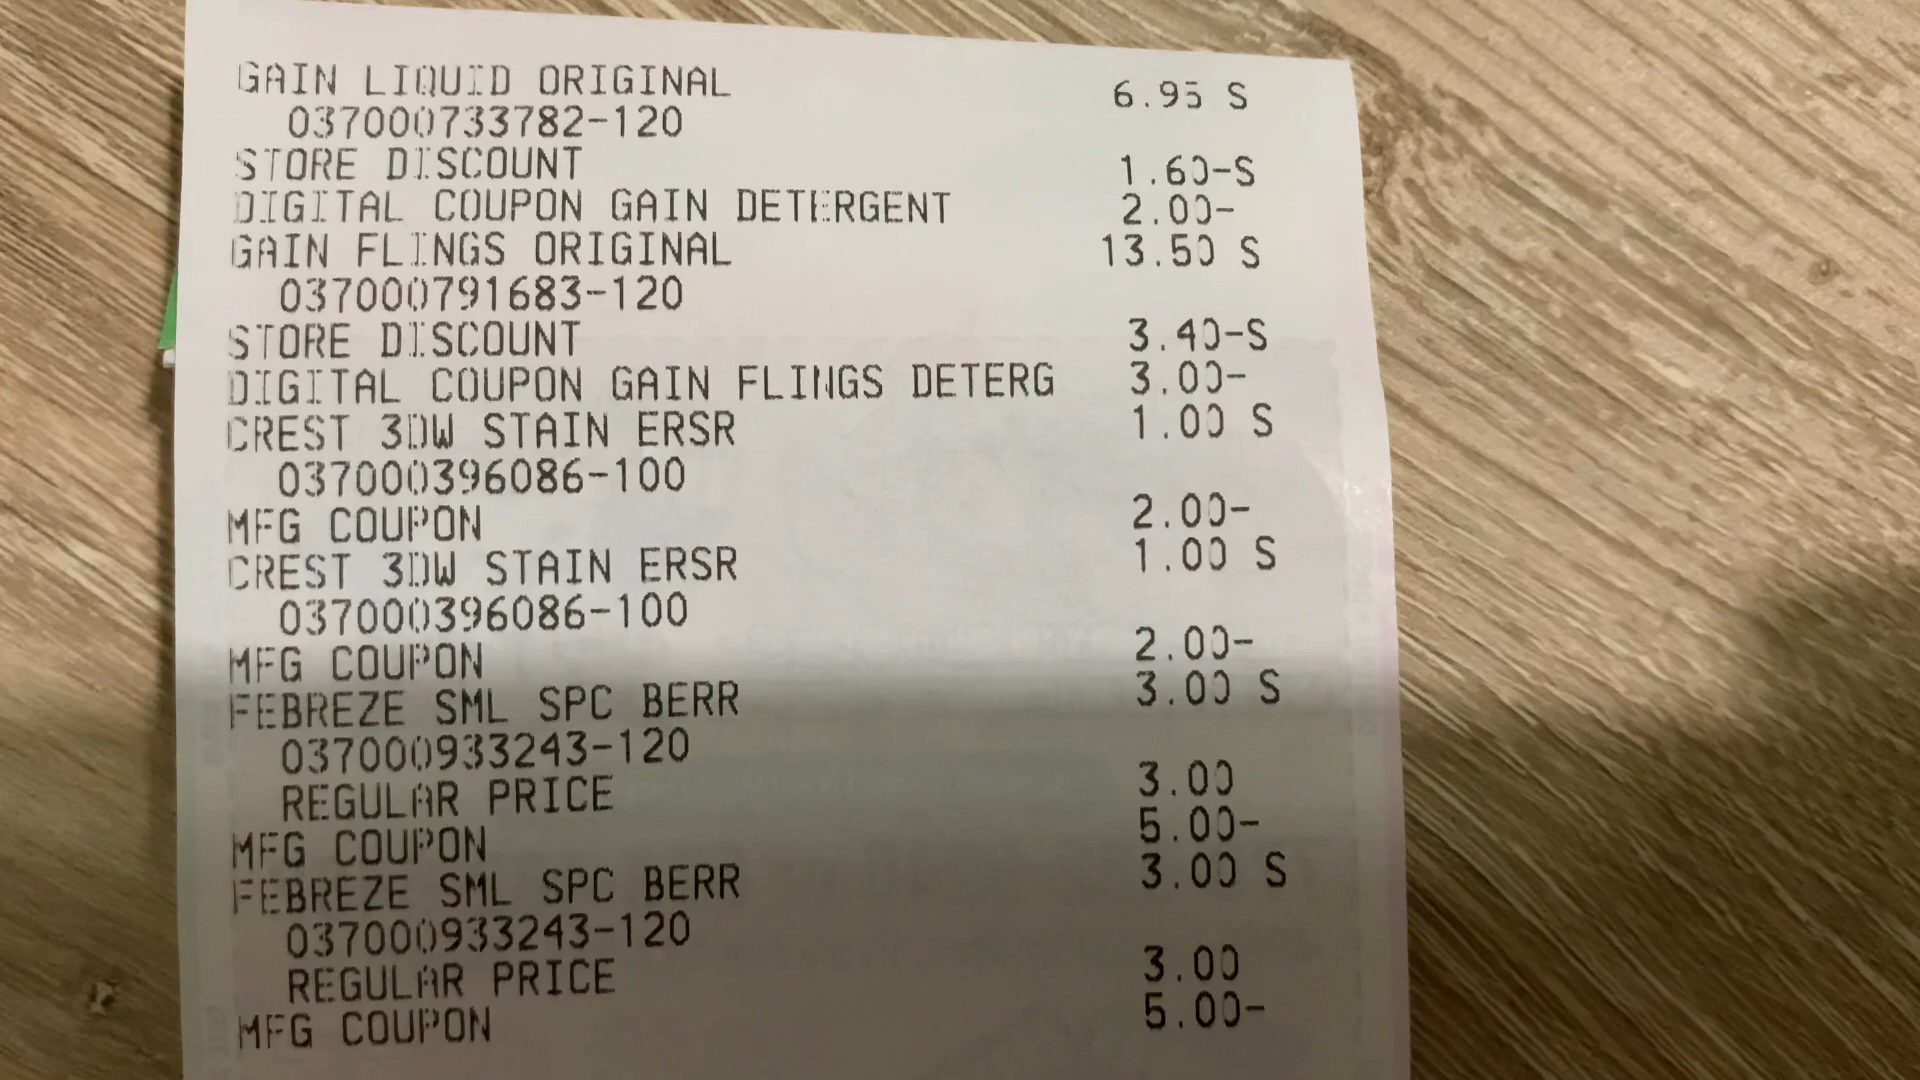 GAIN LIQUID ORIGINAL 6.95 S
037000733782-120
STORE DISCOUNT 1.60-S
DIGITAL COUPON GAIN DETERGENT 2.00-
GAIN FLINGS ORIGINAL 13.50 S
037000791683-120
STORE DISCOUNT 3.40-S
DIGITAL COUPON GAIN FLINGS DETERG 3.00-
CREST 3DW STAIN ERSR 1.00 S
037000396086-100
MFG COUPON 2.00-
CREST 3DW STAIN ERSR 1.00 S
037000396086-100
MFG COUPON 2.00-
FEBREZE SML SPC BERR 3.00 S
037000933243-120
REGULAR PRICE 3.00
MFG COUPON 5.00-
FEBREZE SML SPC BERR 3.00 S
037000933243-120
REGULAR PRICE 3.00
MFG COUPON 5.00-